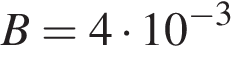 B = 4 · 10⁻³